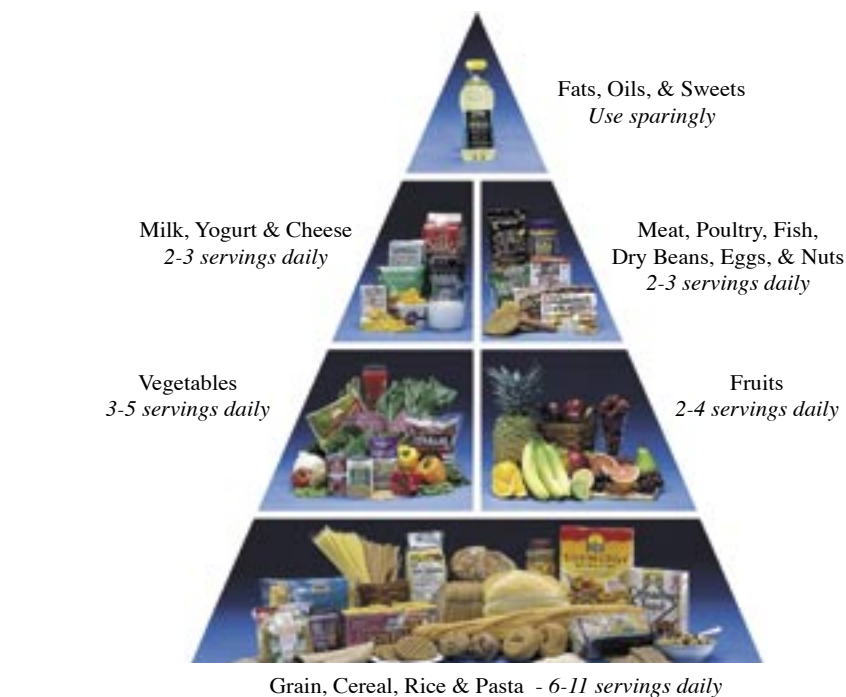 Fats, Oils, & Sweets
Use sparingly
Milk, Yogurt & Cheese
2-3 servings daily
Meat, Poultry, Fish,
Dry Beans, Eggs, & Nuts
2-3 servings daily
Vegetables
3-5 servings daily
Fruits
2-4 servings daily
Grain, Cereal, Rice & Pasta - 6-11 servings daily